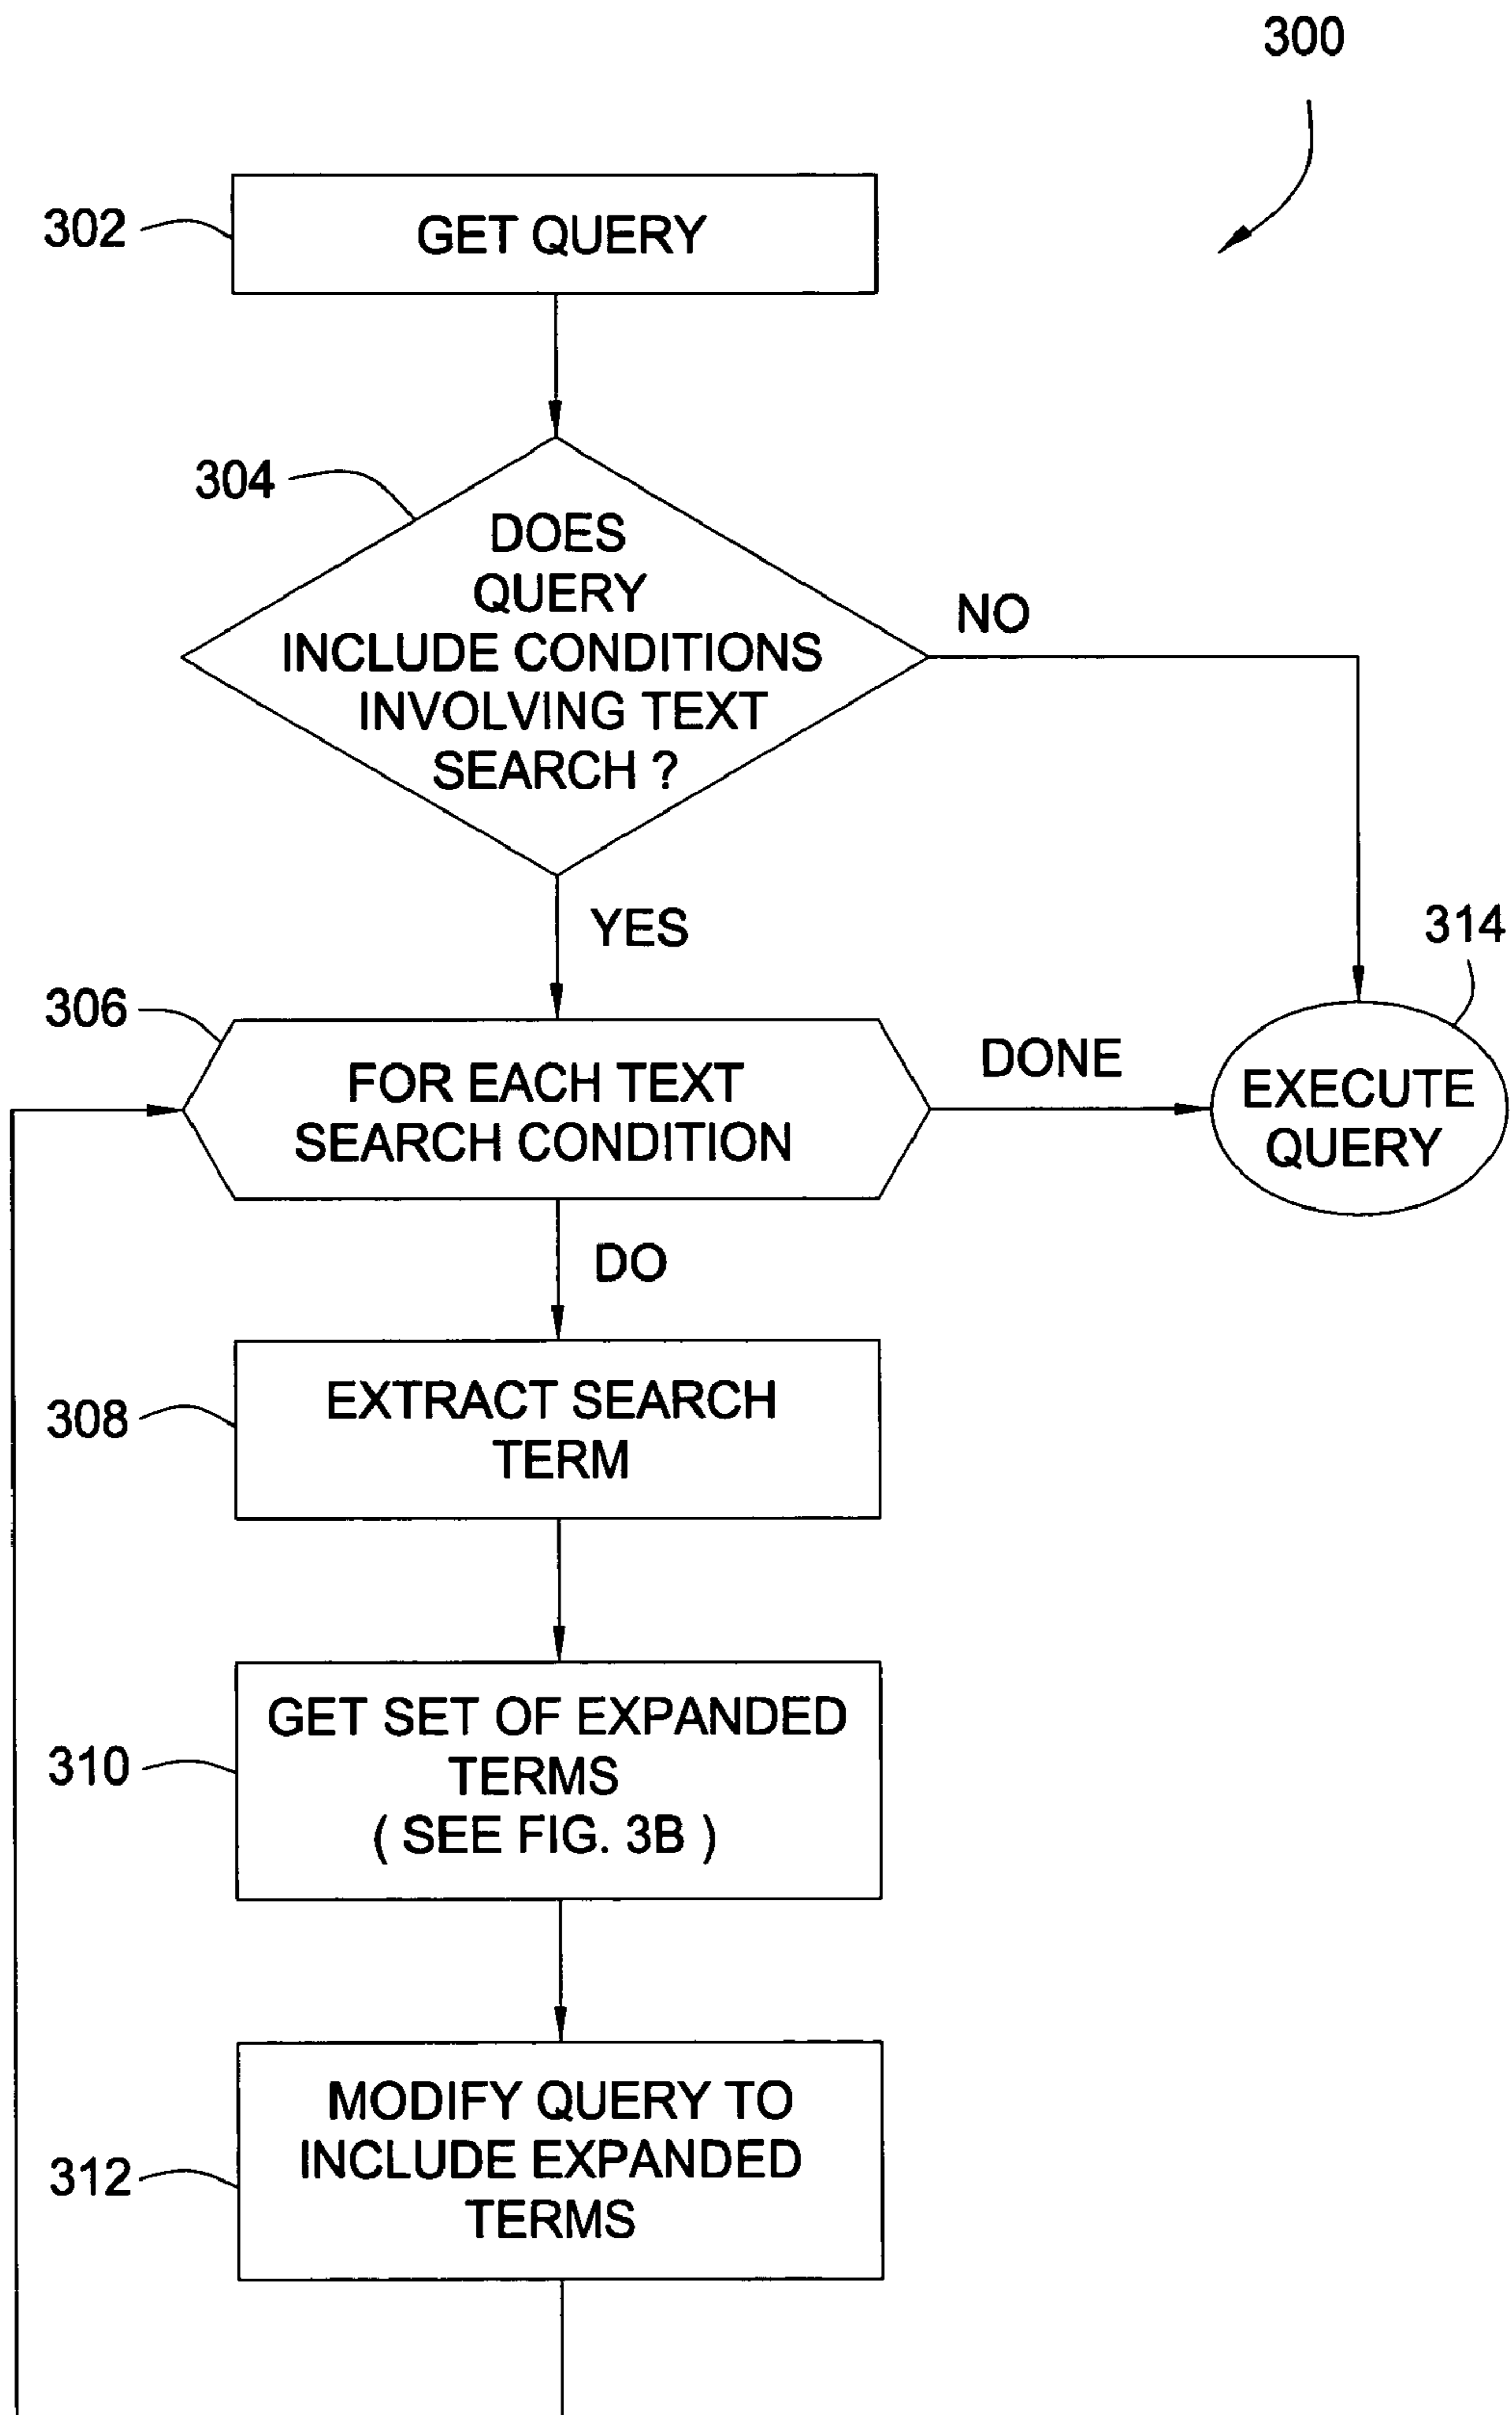 300
302
GET QUERY
304
DOES
QUERY
INCLUDE CONDITIONS
INVOLVING TEXT
SEARCH ?
NO
YES
314
306
FOR EACH TEXT
SEARCH CONDITION
DONE
EXECUTE
QUERY
DO
308
EXTRACT SEARCH
TERM
310
GET SET OF EXPANDED
TERMS
( SEE FIG. 3B )
312
MODIFY QUERY TO
INCLUDE EXPANDED
TERMS